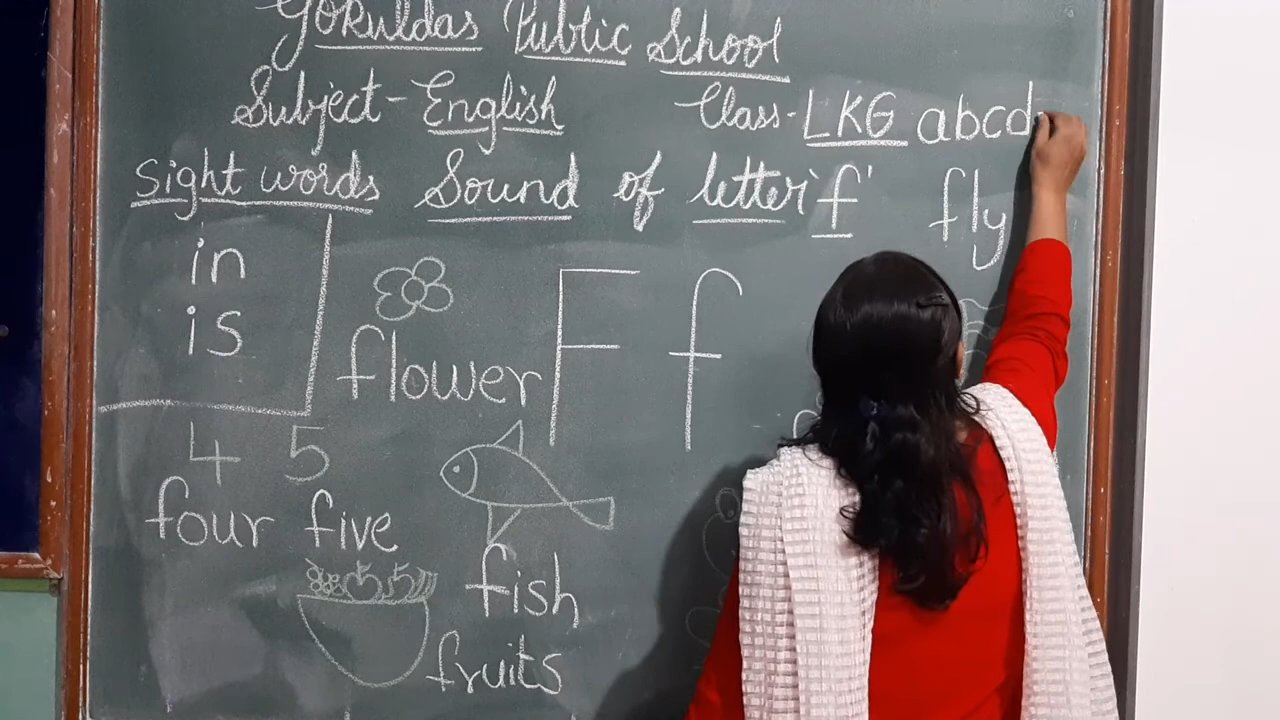 Gokuldas Public School
Subject - English Class - LKG abcd
Sight words Sound of letter 'f' fly
in
is
flower F f
4 5
four five
fish
fruits